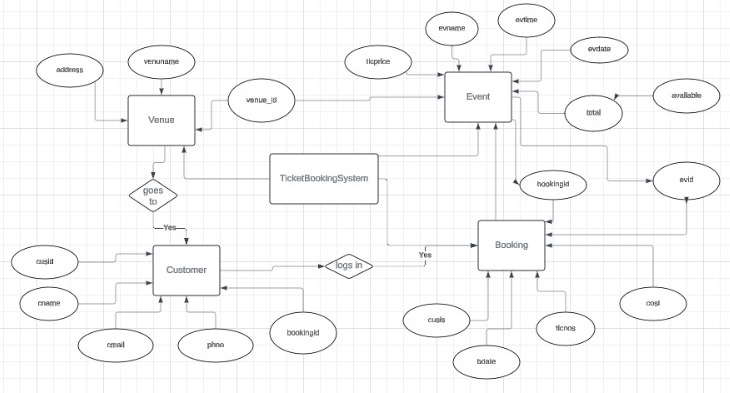 evtime
evname
evdate
address
venuname
ticprice
venue_id
Event
available
total
Venue
TicketBookingSystem
evid
bookingid
goes
to
Yes
Booking
Yes
cusid
Customer
logs in
cname
cost
email
phno
bookingid
ticnos
bdate